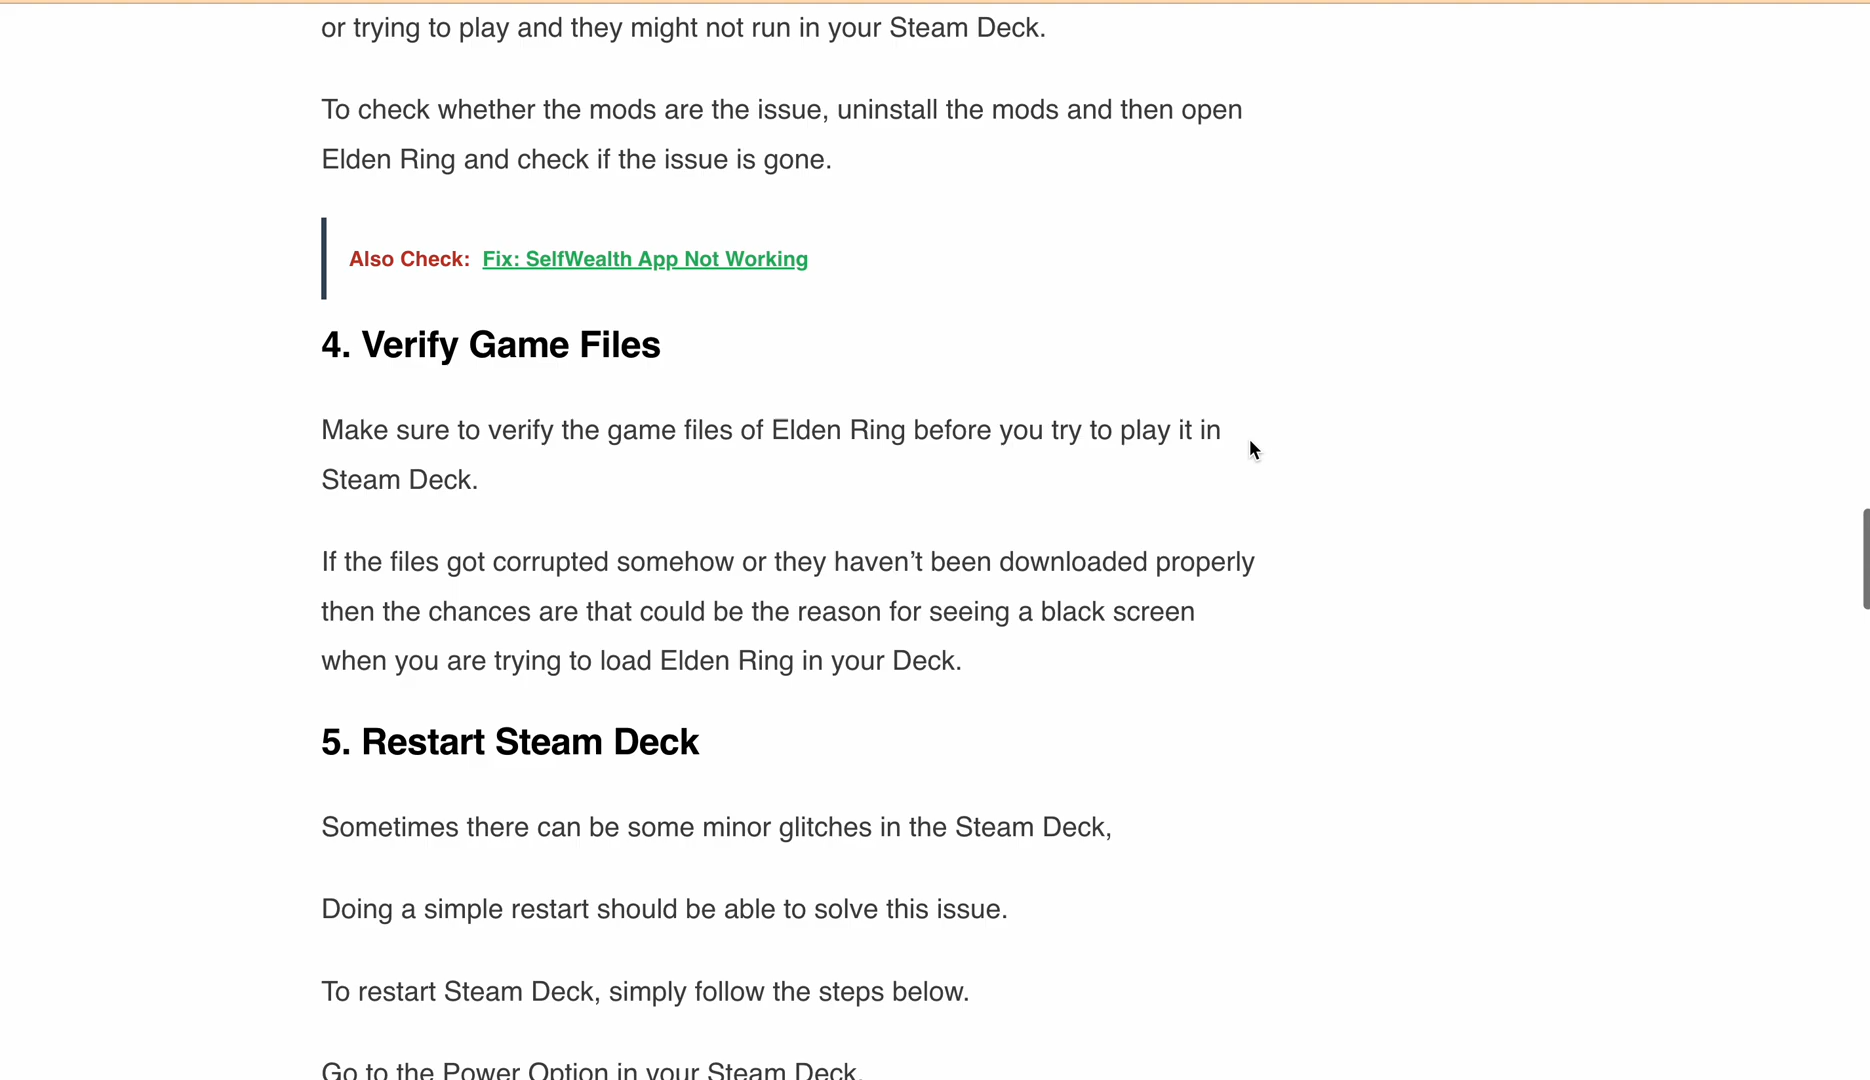 or trying to play and they might not run in your Steam Deck.
To check whether the mods are the issue, uninstall the mods and then open
Elden Ring and check if the issue is gone.
Also Check: Fix: SelfWealth App Not Working
4. Verify Game Files
Make sure to verify the game files of Elden Ring before you try to play it in
Steam Deck.
If the files got corrupted somehow or they haven’t been downloaded properly
then the chances are that could be the reason for seeing a black screen
when you are trying to load Elden Ring in your Deck.
5. Restart Steam Deck
Sometimes there can be some minor glitches in the Steam Deck,
Doing a simple restart should be able to solve this issue.
To restart Steam Deck, simply follow the steps below.
Go to the Power Option in your Steam Deck.